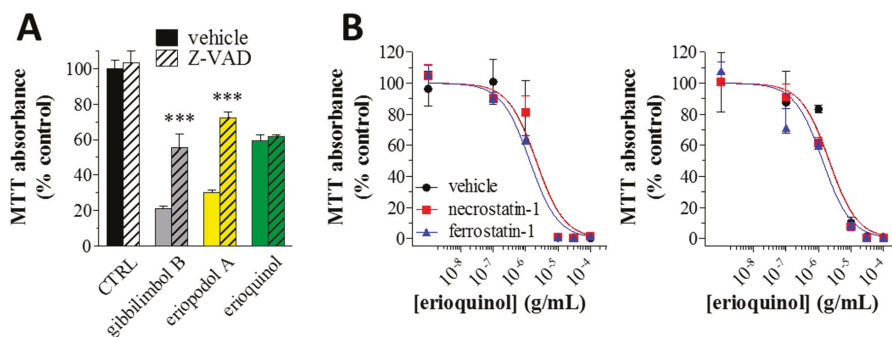 A
vehicle
Z-VAD
MTT absorbance
(% control)
100
80
60
40
20
0
***
***
CTRL
gibbilimbol B
eriopodol A
erioquinol
B
MTT absorbance
(% control)
120
100
80
60
40
20
0
vehicle
necrostatin-1
ferrostatin-1
10-8
10-7
10-6
10-5
10-4
[erioquinol] (g/mL)
MTT absorbance
(% control)
120
100
80
60
40
20
0
10-8
10-7
10-6
10-5
10-4
[erioquinol] (g/mL)